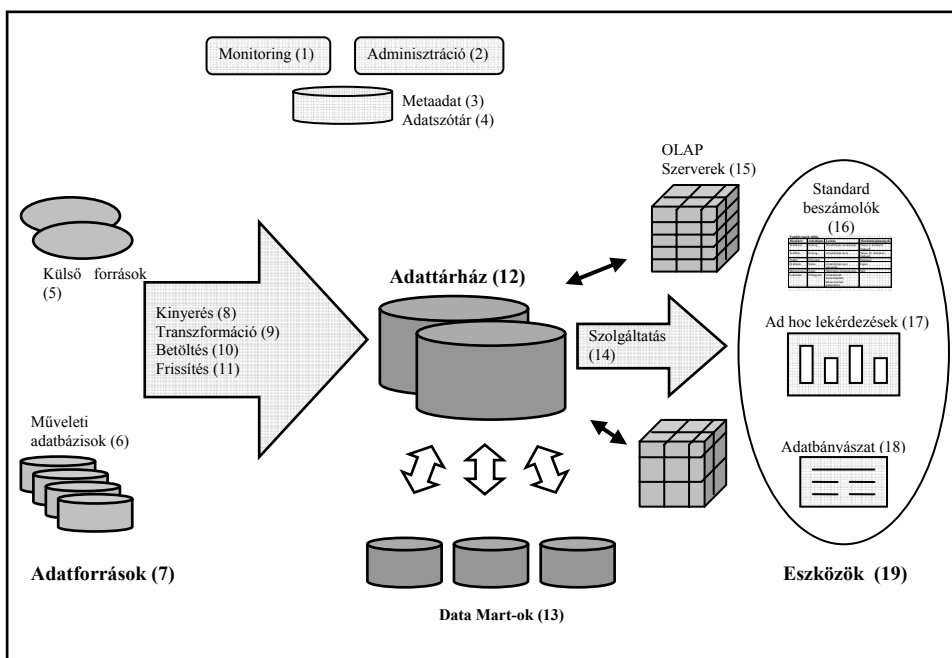 Monitoring (1)
Adminisztráció (2)
Metaadat (3)
Adatszótár (4)
OLAP
Szerverek (15)
Standard
beszámolók
(16)
Külső források
(5)
Adattárház (12)
Kinyerés (8)
Transzformáció (9)
Betöltés (10)
Frissítés (11)
Szolgáltatás
(14)
Ad hoc lekérdezések (17)
Műveleti
adatbázisok (6)
Adatbányászat (18)
Adatforrások (7)
Eszközök (19)
Data Mart-ok (13)